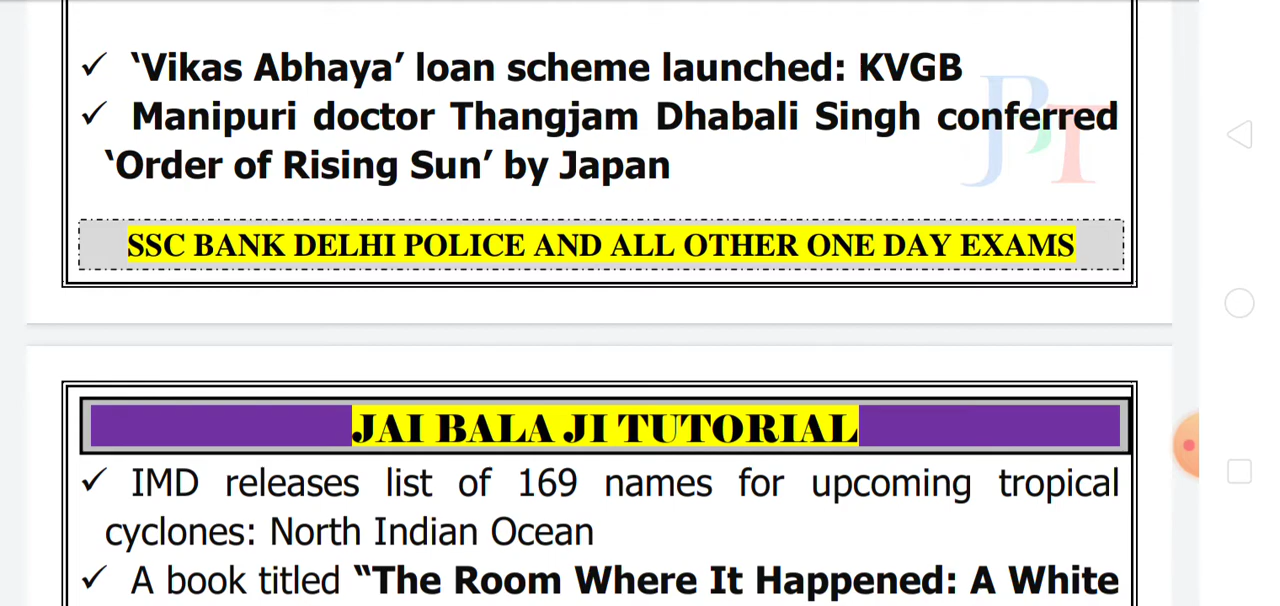 ✓ ‘Vikas Abhaya’ loan scheme launched: KVGB
✓ Manipuri doctor Thangjam Dhabali Singh conferred
‘Order of Rising Sun’ by Japan
JPT
SSC BANK DELHI POLICE AND ALL OTHER ONE DAY EXAMS
JAI BALA JI TUTORIAL
✓ IMD releases list of 169 names for upcoming tropical
cyclones: North Indian Ocean
✓ A book titled “The Room Where It Happened: A White